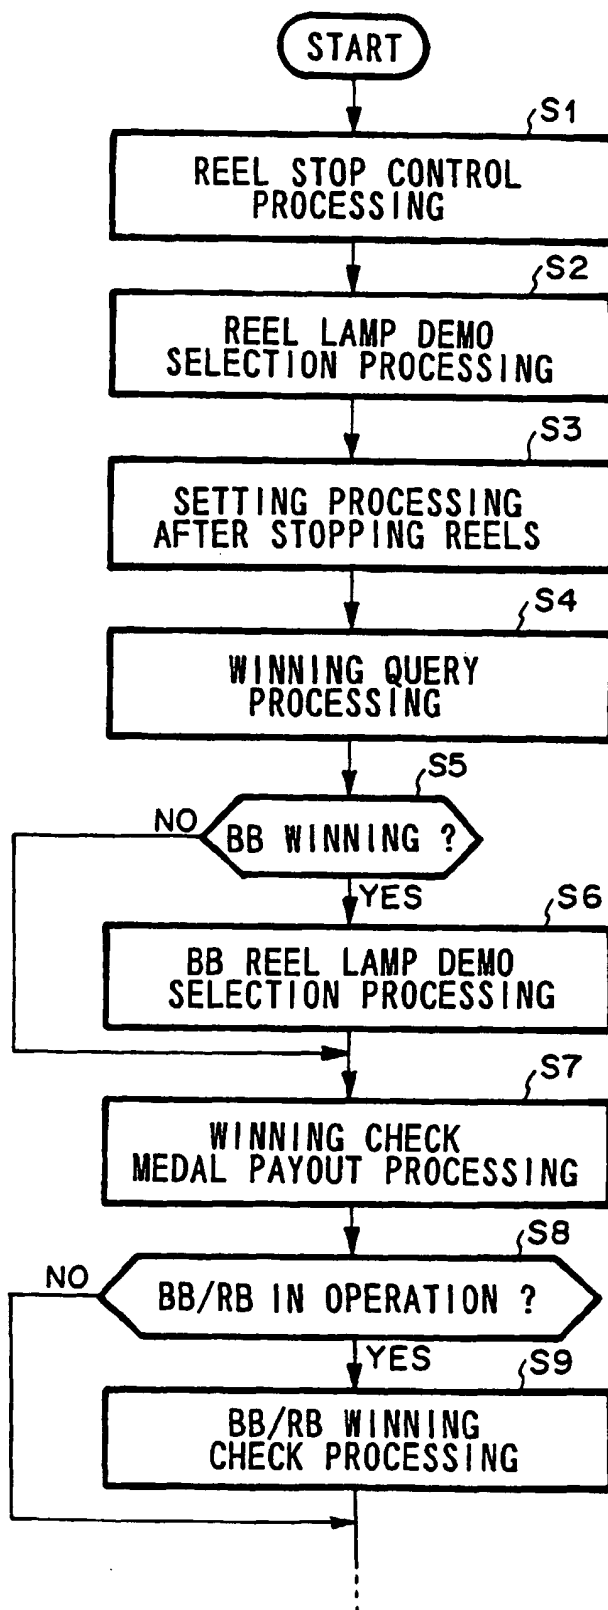 START
S1
REEL STOP CONTROL
PROCESSING
S2
REEL LAMP DEMO
SELECTION PROCESSING
S3
SETTING PROCESSING
AFTER STOPPING REELS
S4
WINNING QUERY
PROCESSING
S5
NO
BB WINNING ?
YES
S6
BB REEL LAMP DEMO
SELECTION PROCESSING
S7
WINNING CHECK
MEDAL PAYOUT PROCESSING
S8
NO
BB/RB IN OPERATION ?
YES
S9
BB/RB WINNING
CHECK PROCESSING